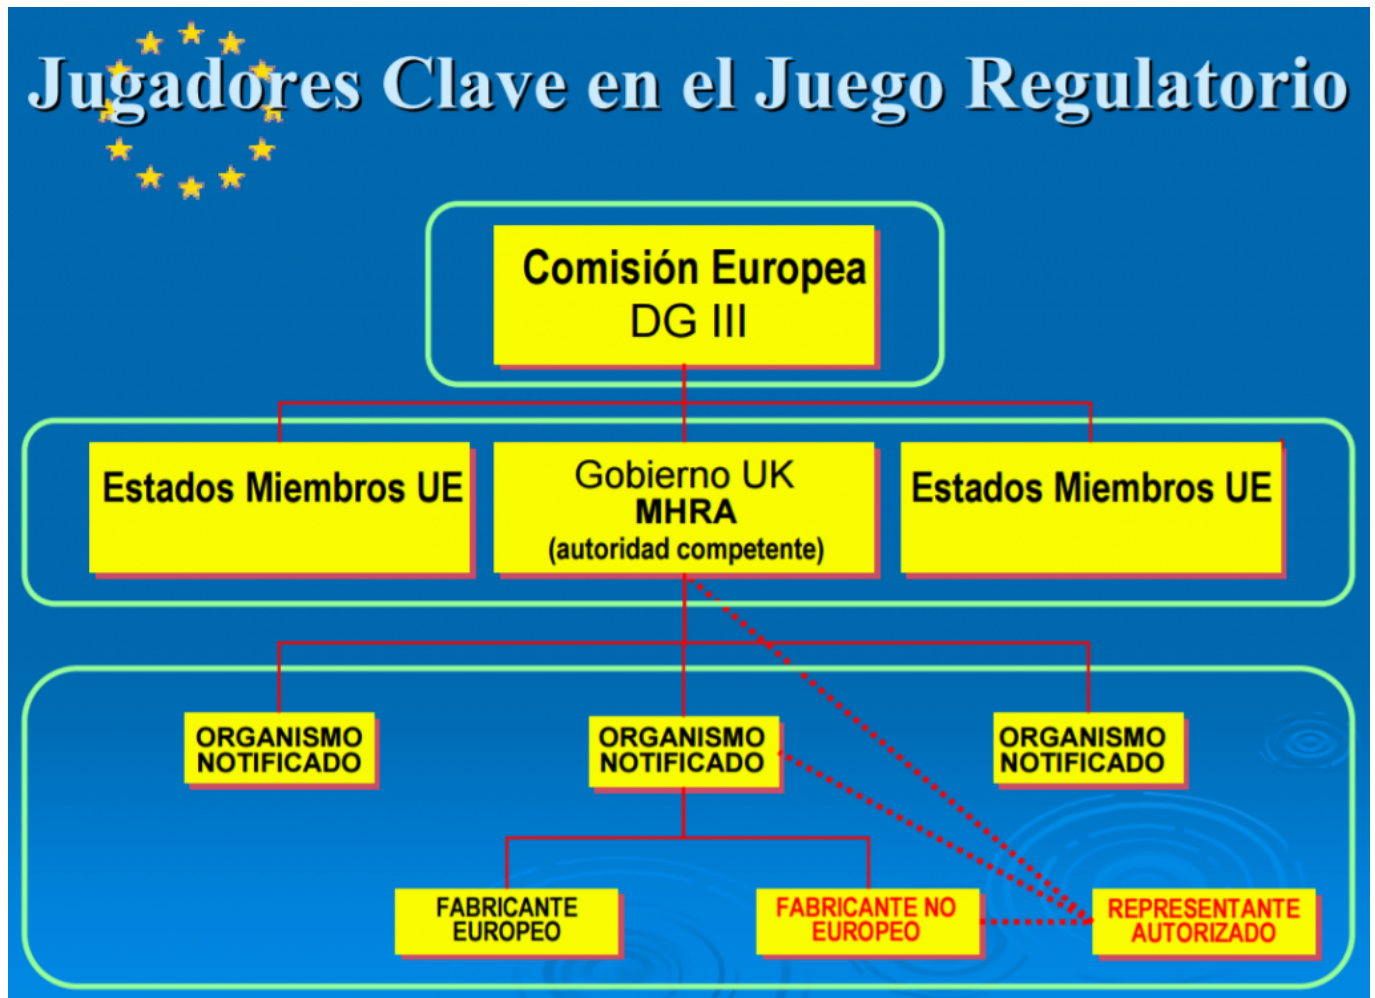 Jugadores Clave en el Juego Regulatorio
Comisión Europea
DG III
Estados Miembros UE
Gobierno UK
MHRA
(autoridad competente)
Estados Miembros UE
ORGANISMO
NOTIFICADO
ORGANISMO
NOTIFICADO
ORGANISMO
NOTIFICADO
FABRICANTE
EUROPEO
FABRICANTE NO
EUROPEO
REPRESENTANTE
AUTORIZADO